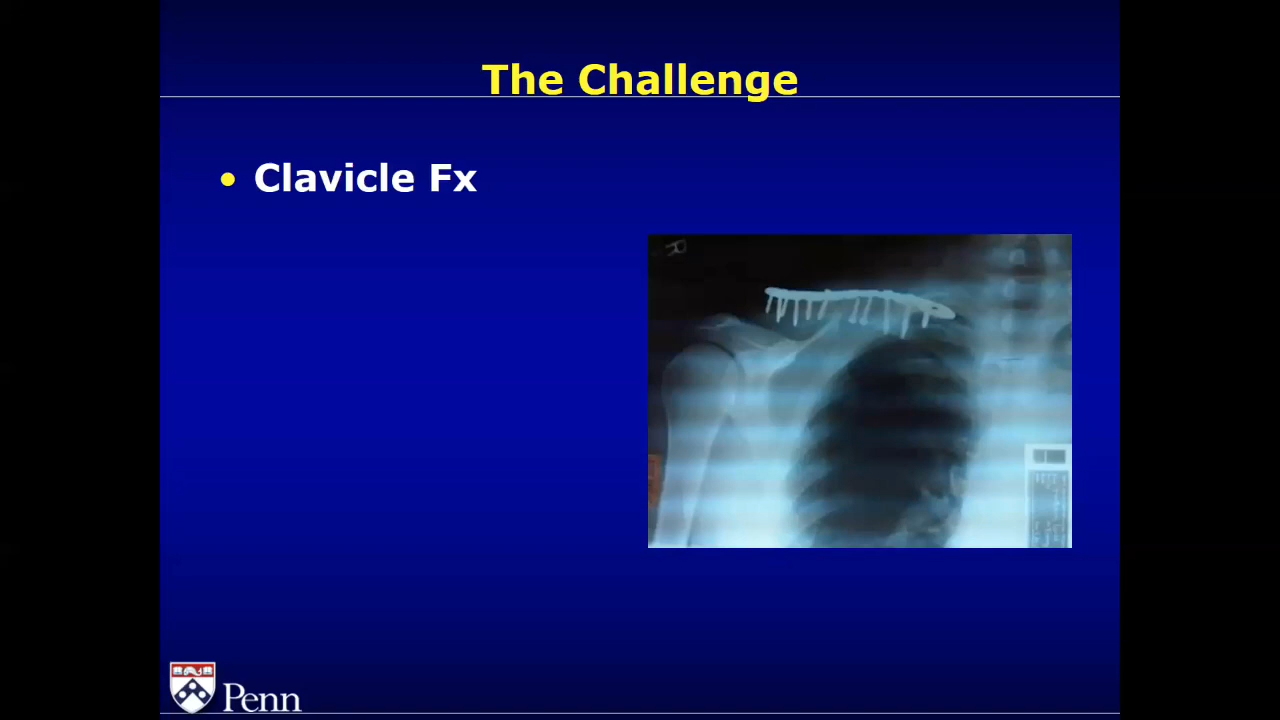 The Challenge
• Clavicle Fx
R
Penn